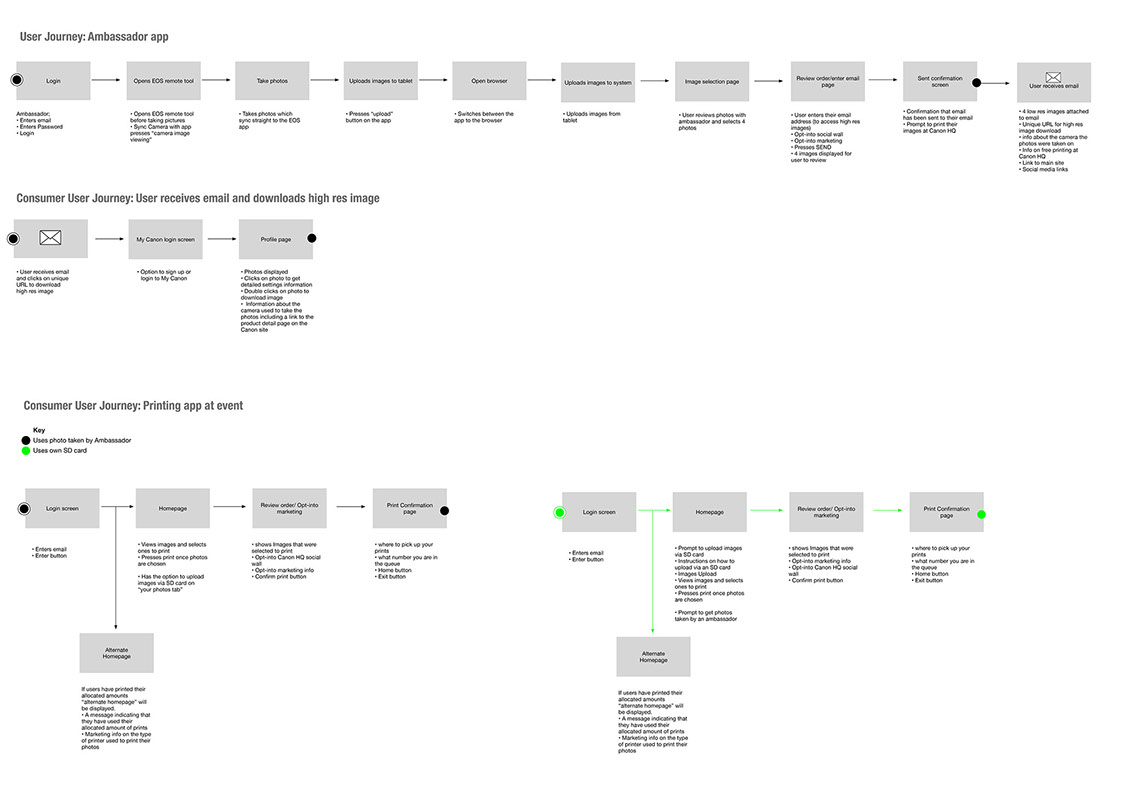 User Journey: Ambassador app
Login
Opens EOS remote tool
Take photos
Uploads images to tablet
Open browser
Uploads images to system
Image selection page
Review order/enter email
page
Sent confirmation
screen
User receives email
Ambassador;
• Enters email
• Enters Password
• Login
• Opens EOS remote tool
before taking pictures
• Sync Camera with app
presses "camera image
viewing"
• Takes photos which
sync straight to the EOS
app
• Presses "upload"
button on the app
• Switches between the
app to the browser
• Uploads images from
tablet
• User reviews photos with
ambassador and selects 4
photos
• User enters their email
address (to access high res
images)
• Opt-into social wall
• Opt-into marketing
• Presses SEND
• 4 images displayed for
user to review
• Confirmation that email
has been sent to their email
• Prompt to print their
images at Canon HQ
• 4 low res images attached
to email
• Unique URL for high res
image download
• info about the camera the
photos were taken on
• Info on free printing at
Canon HQ
• Link to main site
• Social media links
Consumer User Journey: User receives email and downloads high res image
My Canon login screen
Profile page
• User receives email
and clicks on unique
URL to download
high res image
• Option to sign up or
login to My Canon
• Photos displayed
• Clicks on photo to get
detailed settings information
• Double clicks on photo to
download image
• Information about the
camera used to take the
photos including a link to the
product detail page on the
Canon site
Consumer User Journey: Printing app at event
Key
Uses photo taken by Ambassador
Uses own SD card
Login screen
Homepage
Review order/ Opt-into
marketing
Print Confirmation
page
• Enters email
• Enter button
• Views images and selects
ones to print
• Presses print once photos
are chosen
• Has the option to upload
images via SD card on
"your photos tab"
• shows Images that were
selected to print
• Opt-into Canon HQ social
wall
• Opt-into marketing info
• Confirm print button
• where to pick up your
prints
• what number you are in
the queue
• Home button
• Exit button
Alternate
Homepage
If users have printed their
allocated amounts
"alternate homepage" will
be displayed.
• A message indicating that
they have used their
allocated amount of prints
• Marketing info on the type
of printer used to print their
photos
Login screen
Homepage
Review order/ Opt-into
marketing
Print Confirmation
page
• Enters email
• Enter button
• Prompt to upload images
via SD card
• Instructions on how to
upload via an SD card
• Images Upload
• Views images and selects
ones to print
• Presses print once photos
are chosen
• Prompt to get photos
taken by an ambassador
• shows Images that were
selected to print
• Opt-into marketing info
• Opt-into Canon HQ social
wall
• Confirm print button
• where to pick up your
prints
• what number you are in
the queue
• Home button
• Exit button
Alternate
Homepage
If users have printed their
allocated amounts
"alternate homepage" will
be displayed.
• A message indicating that
they have used their
allocated amount of prints
• Marketing info on the type
of printer used to print their
photos